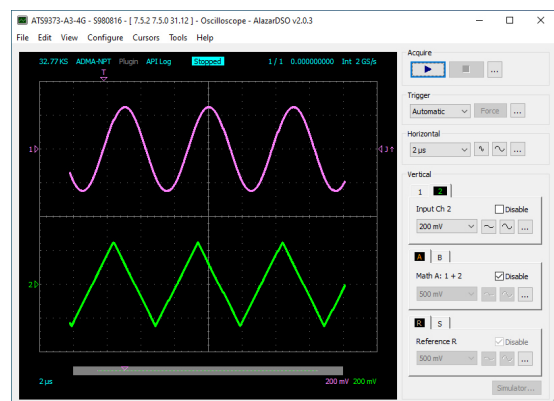 ATS9373-A3-4G - S980816 - [ 7.5.2 7.5.0 31.12 ] - Oscilloscope - AlazarDSO v2.0.3
File Edit View Configure Cursors Tools Help
32.77 KS ADMA-NPT Plugin API Log Stopped 1 / 1 0.000000000 Int 2 GS/s
T
1
2
2 µs 200 mV 200 mV
Acquire
...
Trigger
Automatic Force ...
Horizontal
2 µs ...
Vertical
1 2
Input Ch 2 Disable
200 mV ...
A B
Math A: 1 + 2 Disable
500 mV ...
R S
Reference R Disable
500 mV ...
Simulator...